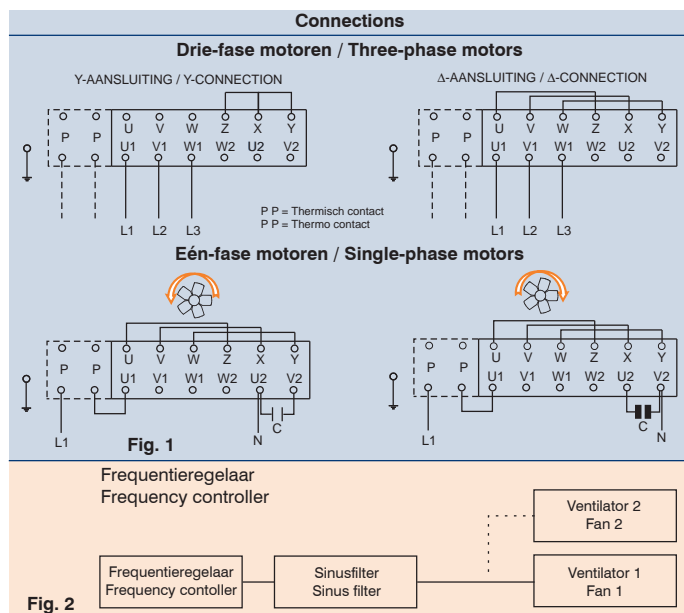 Connections
Drie-fase motoren / Three-phase motors
Y-AANSLUITING / Y-CONNECTION
Δ-AANSLUITING / Δ-CONNECTION
P P U V W Z X Y
U1 V1 W1 W2 U2 V2
L1 L2 L3
P P U V W Z X Y
U1 V1 W1 W2 U2 V2
L1 L2 L3
P P = Thermisch contact
P P = Thermo contact
Eén-fase motoren / Single-phase motors
P P U V W Z X Y
U1 V1 W1 W2 U2 V2
L1 N C
P P U V W Z X Y
U1 V1 W1 W2 U2 V2
L1 C N
Fig. 1
Frequentieregelaar
Frequency controller
Ventilator 2
Fan 2
Frequentieregelaar
Frequency contoller
Sinusfilter
Sinus filter
Ventilator 1
Fan 1
Fig. 2